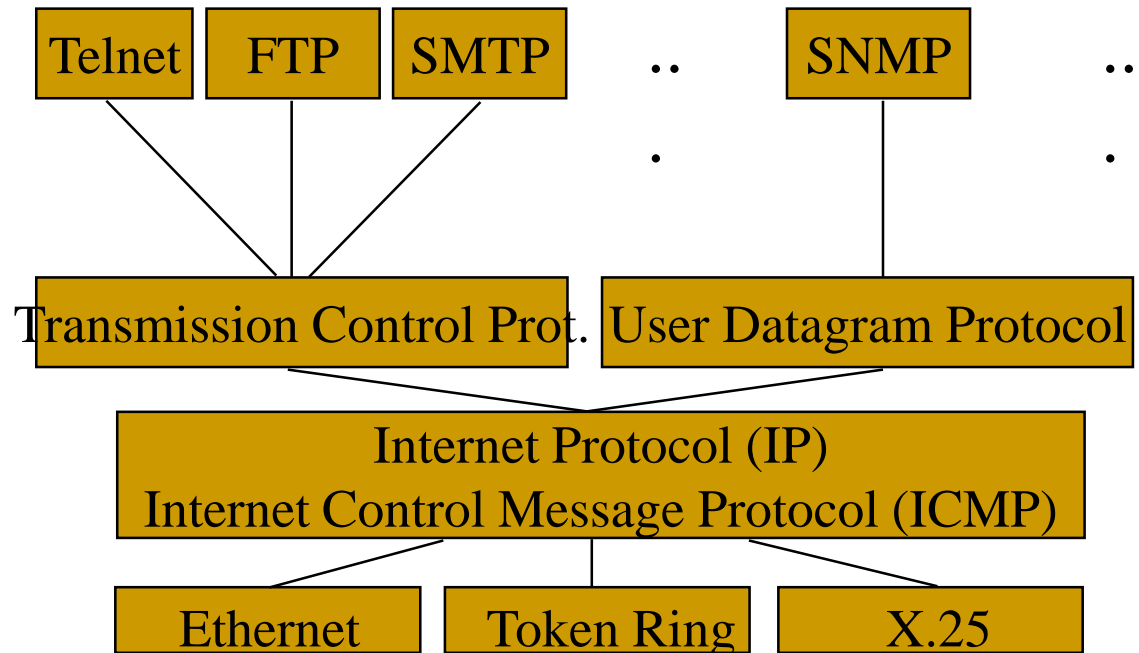 Telnet FTP SMTP .. SNMP ..
. .
Transmission Control Prot. User Datagram Protocol
Internet Protocol (IP)
Internet Control Message Protocol (ICMP)
Ethernet Token Ring X.25